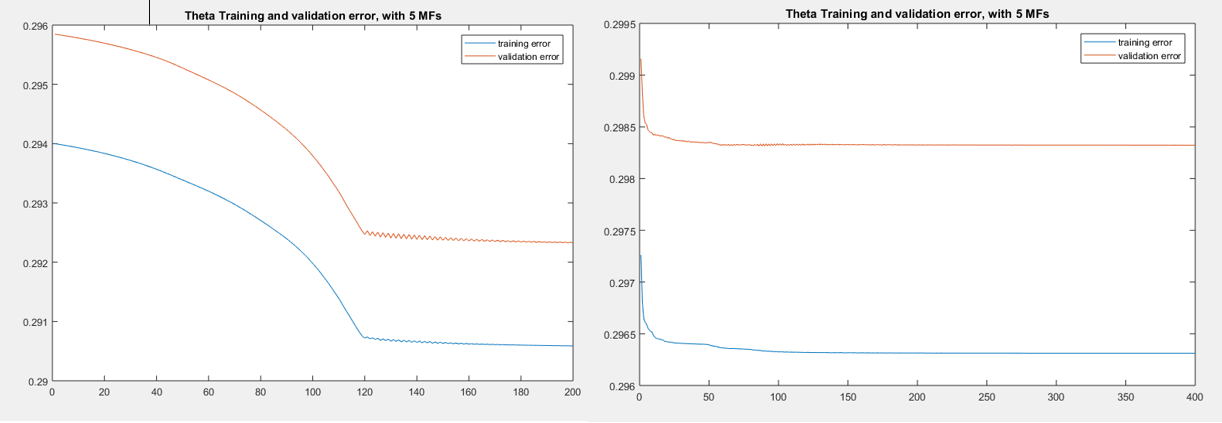 Theta Training and validation error, with 5 MFs
training error
validation error
0.296
0.295
0.294
0.293
0.292
0.291
0.29
0 20 40 60 80 100 120 140 160 180 200
Theta Training and validation error, with 5 MFs
training error
validation error
0.2995
0.299
0.2985
0.298
0.2975
0.297
0.2965
0.296
0 50 100 150 200 250 300 350 400